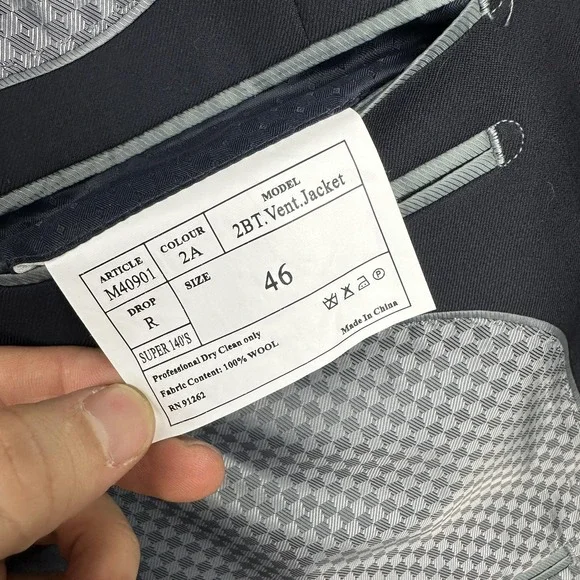 ARTICLE COLOUR MODEL
M40901 2A 2BT.Vent.Jacket
DROP SIZE
R 46
SUPER 140'S
Professional Dry Clean only
Fabric Content: 100% WOOL
RN 91262 Made In China